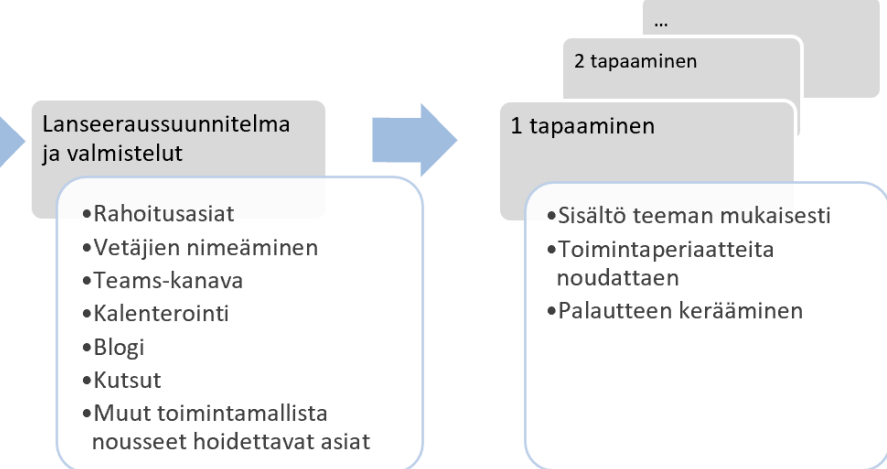 Lanseeraussuunnitelma
ja valmistelut
•Rahoitusasiat
•Vetäjien nimeäminen
•Teams-kanava
•Kalenterointi
•Blogi
•Kutsut
•Muut toimintamallista
nousseet hoidettavat asiat
...
2 tapaaminen
1 tapaaminen
•Sisältö teeman mukaisesti
•Toimintaperiaatteita
noudattaen
•Palautteen kerääminen